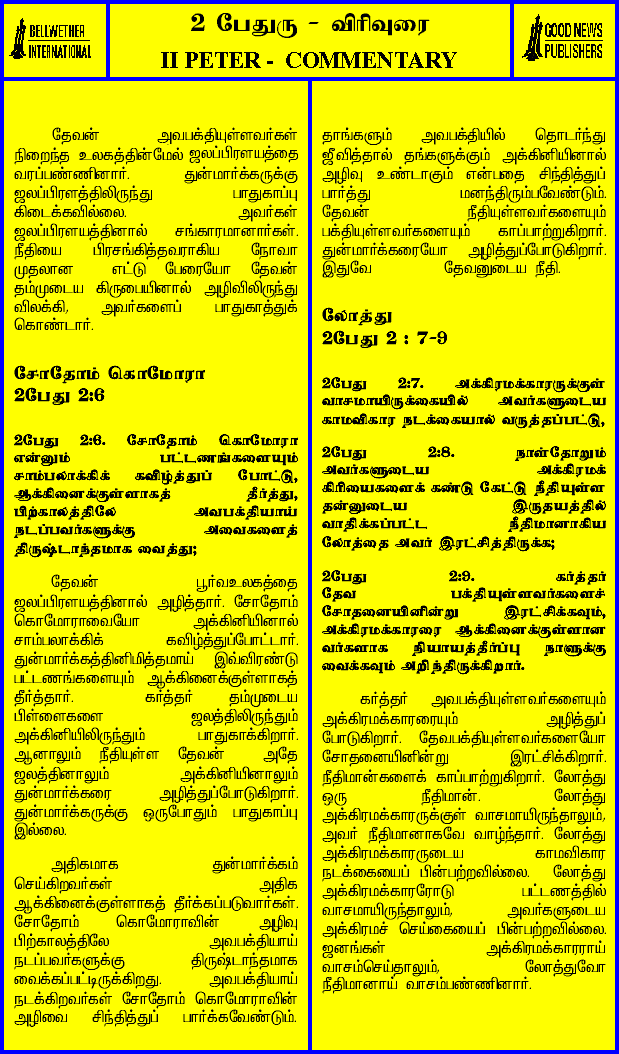 BELLWETHER
INTERNATIONAL
2 பேதுரு - விரிவுரை
II PETER - COMMENTARY
GOOD NEWS
PUBLISHERS
தேவன் அவபக்தியுள்ளவர்கள்
நிறைந்த உலகத்தின்மேல் ஜலப்பிரளயத்தை
வரப்பண்ணினார். துன்மார்க்கருக்கு
ஜலப்பிரளத்திலிருந்து பாதுகாப்பு
கிடைக்கவில்லை. அவர்கள்
ஜலப்பிரளயத்தினால் சங்காரமானார்கள்.
நீதியை பிரசங்கித்தவராகிய நோவா
முதலான எட்டு பேரையோ தேவன்
தம்முடைய கிருபையினால் அழிவிலிருந்து
விலக்கி, அவர்களைப் பாதுகாத்துக்
கொண்டார்.
சோதோம் கொமோரா
2பேது 2:6
2பேது 2:6. சோதோம் கொமோரா
என்னும் பட்டணங்களையும்
சாம்பலாக்கிக் கவிழ்த்துப் போட்டு,
ஆக்கினைக்குள்ளாகத் தீர்த்து,
பிற்காலத்திலே அவபக்தியாய்
நடப்பவர்களுக்கு அவைகளைத்
திருஷ்டாந்தமாக வைத்து;
தேவன் பூர்வஉலகத்தை
ஜலப்பிரளயத்தினால் அழித்தார். சோதோம்
கொமோராவையோ அக்கினியினால்
சாம்பலாக்கிக் கவிழ்த்துப்போட்டார்.
துன்மார்க்கத்தினிமித்தமாய் இவ்விரண்டு
பட்டணங்களையும் ஆக்கினைக்குள்ளாகத்
தீர்த்தார். கர்த்தர் தம்முடைய
பிள்ளைகளை ஜலத்திலிருந்தும்
அக்கினியிலிருந்தும் பாதுகாக்கிறார்.
ஆனாலும் நீதியுள்ள தேவன் அதே
ஜலத்தினாலும் அக்கினியினாலும்
துன்மார்க்கரை அழித்துப்போடுகிறார்.
துன்மார்க்கருக்கு ஒருபோதும் பாதுகாப்பு
இல்லை.
அதிகமாக துன்மார்க்கம்
செய்கிறவர்கள் அதிக
ஆக்கினைக்குள்ளாகத் தீர்க்கப்படுவார்கள்.
சோதோம் கொமோராவின் அழிவு
பிற்காலத்திலே அவபக்தியாய்
நடப்பவர்களுக்கு திருஷ்டாந்தமாக
வைக்கப்பட்டிருக்கிறது. அவபக்தியாய்
நடக்கிறவர்கள் சோதோம் கொமோராவின்
அழிவை சிந்தித்துப் பார்க்கவேண்டும்.
தாங்களும் அவபக்தியில் தொடர்ந்து
ஜீவித்தால் தங்களுக்கும் அக்கினியினால்
அழிவு உண்டாகும் என்பதை சிந்தித்துப்
பார்த்து மனந்திரும்பவேண்டும்.
தேவன் நீதியுள்ளவர்களையும்
பக்தியுள்ளவர்களையும் காப்பாற்றுகிறார்.
துன்மார்க்கரையோ அழித்துப்போடுகிறார்.
இதுவே தேவனுடைய நீதி.
லோத்து
2பேது 2 : 7-9
2பேது 2:7. அக்கிரமக்காரருக்குள்
வாசமாயிருக்கையில் அவர்களுடைய
காமவிகார நடக்கையால் வருத்தப்பட்டு,
2பேது 2:8. நாள்தோறும்
அவர்களுடைய அக்கிரமக்
கிரியைகளைக் கண்டு கேட்டு நீதியுள்ள
தன்னுடைய இருதயத்தில்
வாதிக்கப்பட்ட நீதிமானாகிய
லோத்தை அவர் இரட்சித்திருக்க;
2பேது 2:9. கர்த்தர்
தேவ பக்தியுள்ளவர்களைச்
சோதனையினின்று இரட்சிக்கவும்,
அக்கிரமக்காரரை ஆக்கினைக்குள்ளான
வர்களாக நியாயத்தீர்ப்பு நாளுக்கு
வைக்கவும் அறிந்திருக்கிறார்.
கர்த்தர் அவபக்தியுள்ளவர்களையும்
அக்கிரமக்காரரையும் அழித்துப்
போடுகிறார். தேவபக்தியுள்ளவர்களையோ
சோதனையினின்று இரட்சிக்கிறார்.
நீதிமான்களைக் காப்பாற்றுகிறார். லோத்து
ஒரு நீதிமான். லோத்து
அக்கிரமக்காரருக்குள் வாசமாயிருந்தாலும்,
அவர் நீதிமானாகவே வாழ்ந்தார். லோத்து
அக்கிரமக்காரருடைய காமவிகார
நடக்கையைப் பின்பற்றவில்லை. லோத்து
அக்கிரமக்காரரோடு பட்டணத்தில்
வாசமாயிருந்தாலும், அவர்களுடைய
அக்கிரமச் செய்கையைப் பின்பற்றவில்லை.
ஜனங்கள் அக்கிரமக்காரராய்
வாசம்செய்தாலும், லோத்துவோ
நீதிமானாய் வாசம்பண்ணினார்.